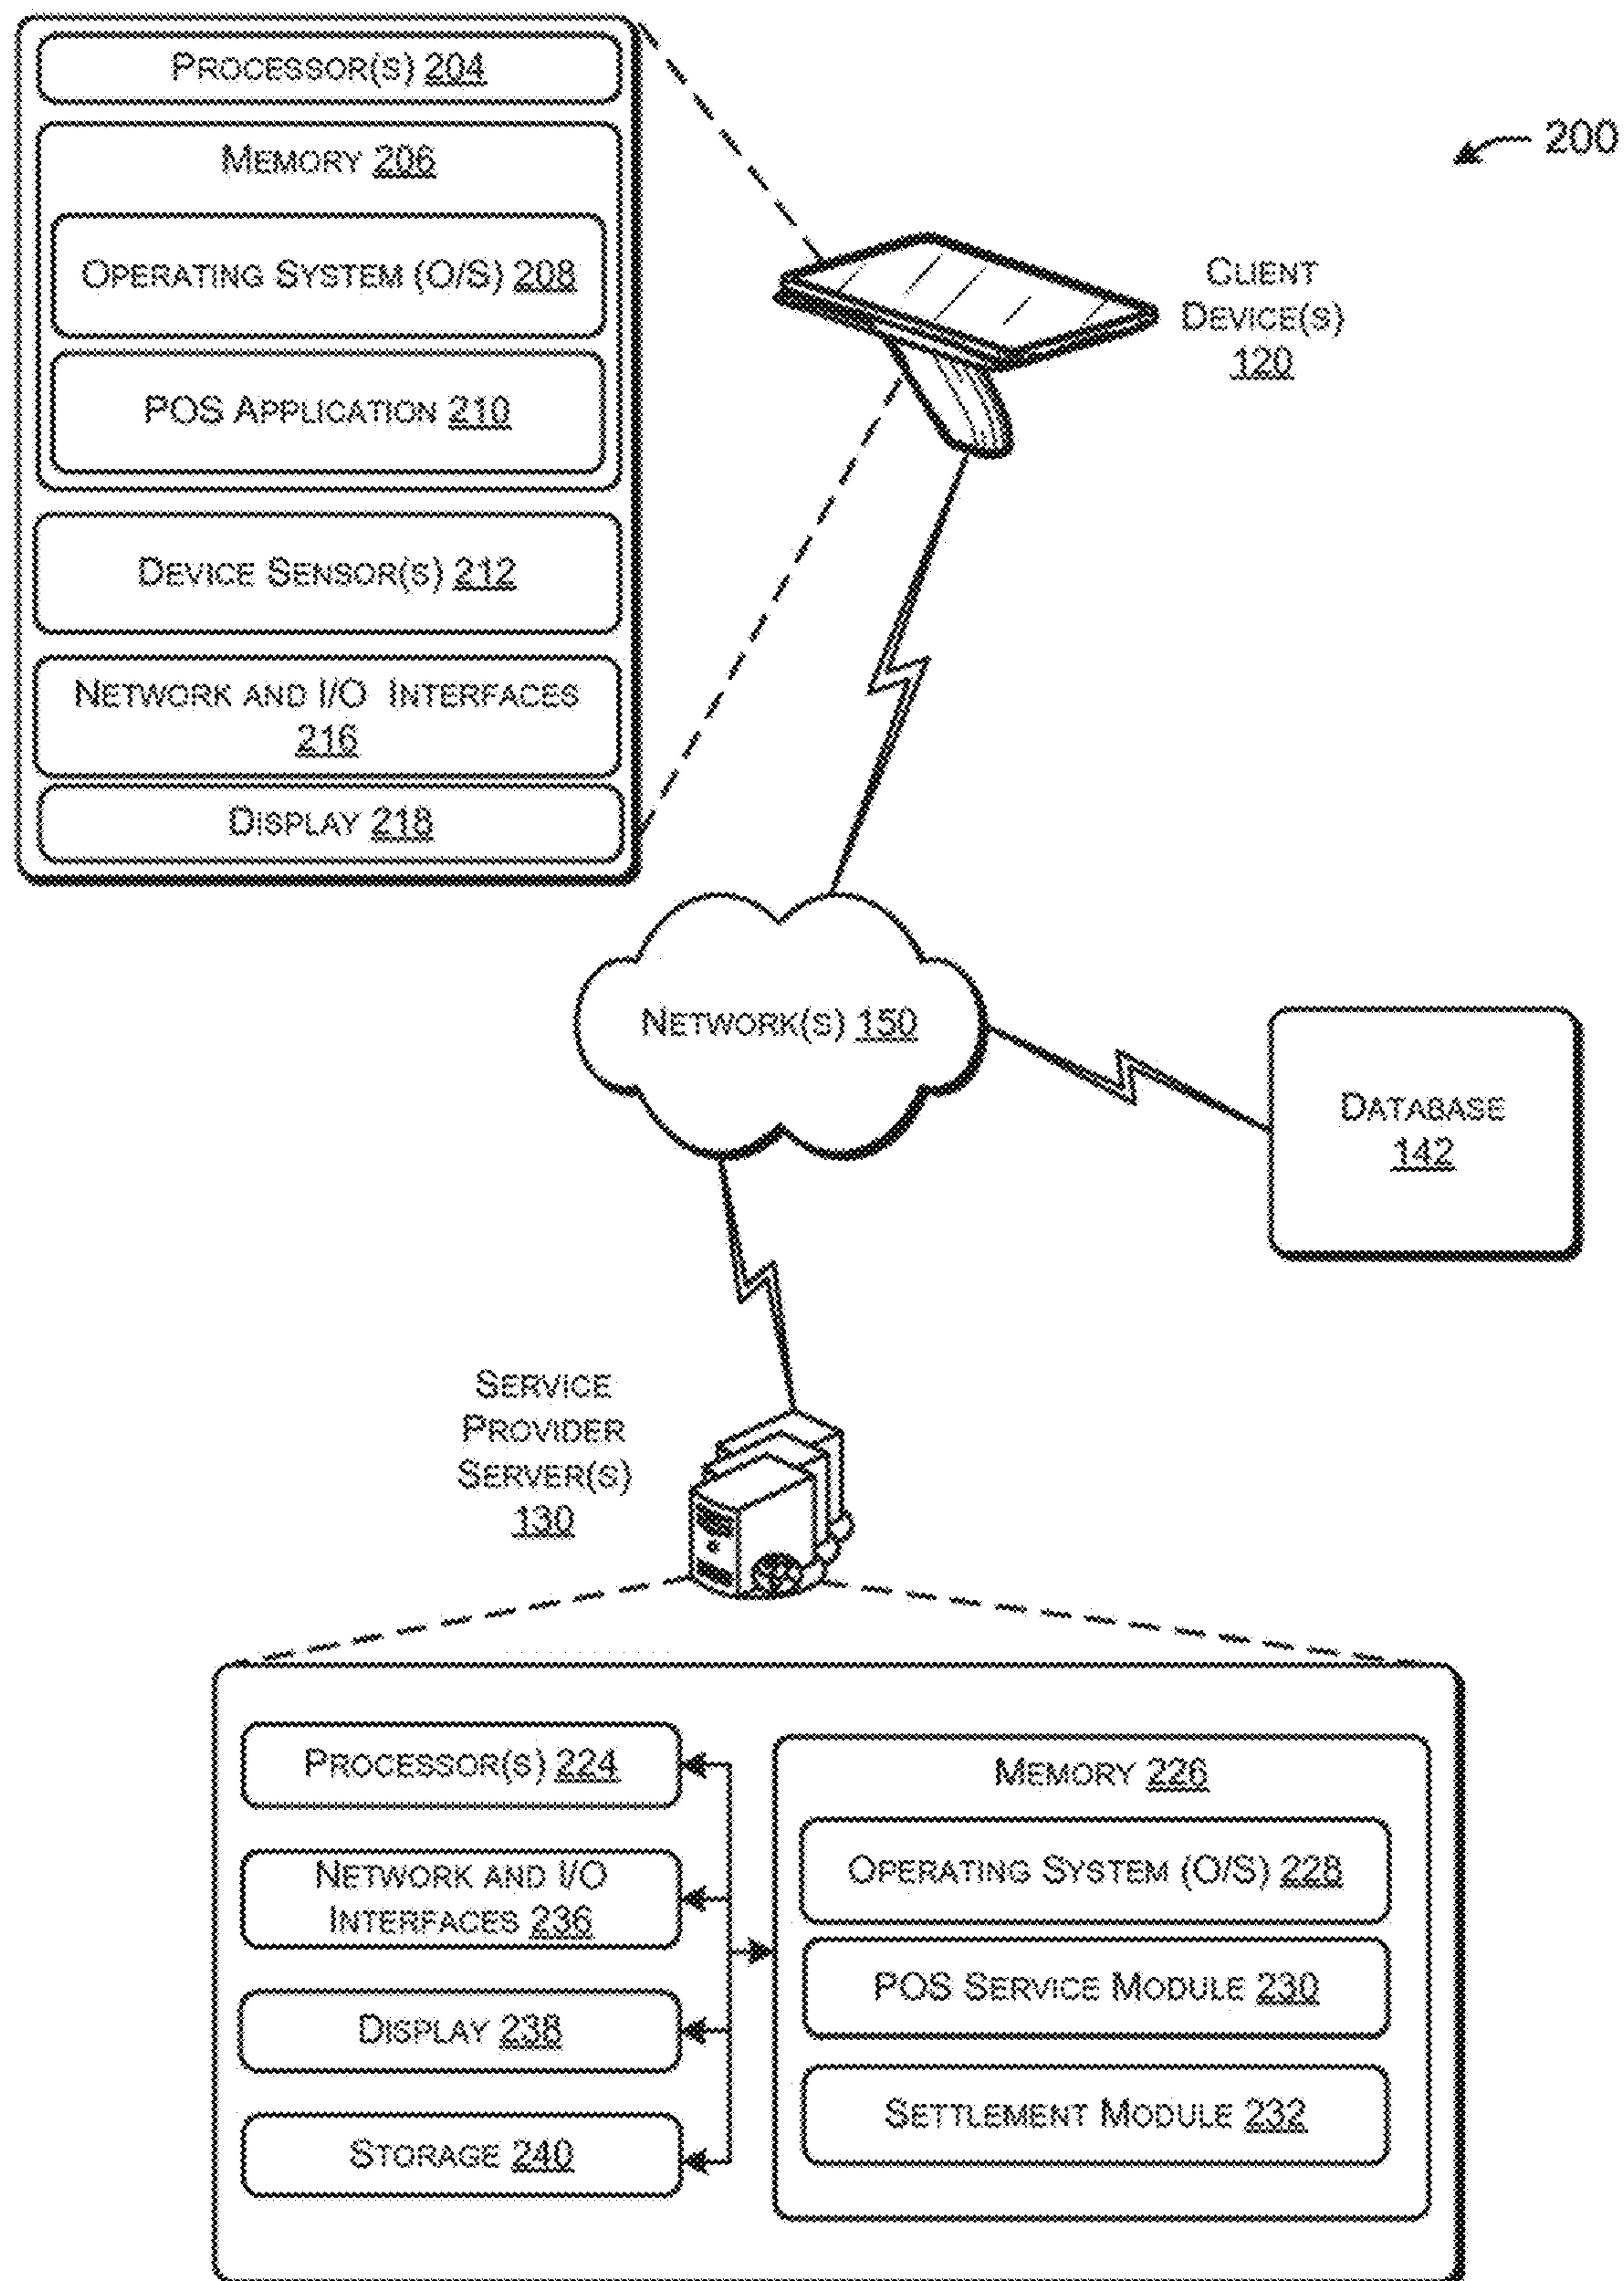 PROCESSOR(S) 204
MEMORY 206
OPERATING SYSTEM (O/S) 208
POS APPLICATION 210
DEVICE SENSOR(S) 212
NETWORK AND I/O INTERFACES
216
DISPLAY 218
200
CLIENT
DEVICE(S)
120
NETWORK(S) 150
DATABASE
142
SERVICE
PROVIDER
SERVER(S)
130
PROCESSOR(S) 224
NETWORK AND I/O
INTERFACES 236
DISPLAY 238
STORAGE 240
MEMORY 226
OPERATING SYSTEM (O/S) 228
POS SERVICE MODULE 230
SETTLEMENT MODULE 232